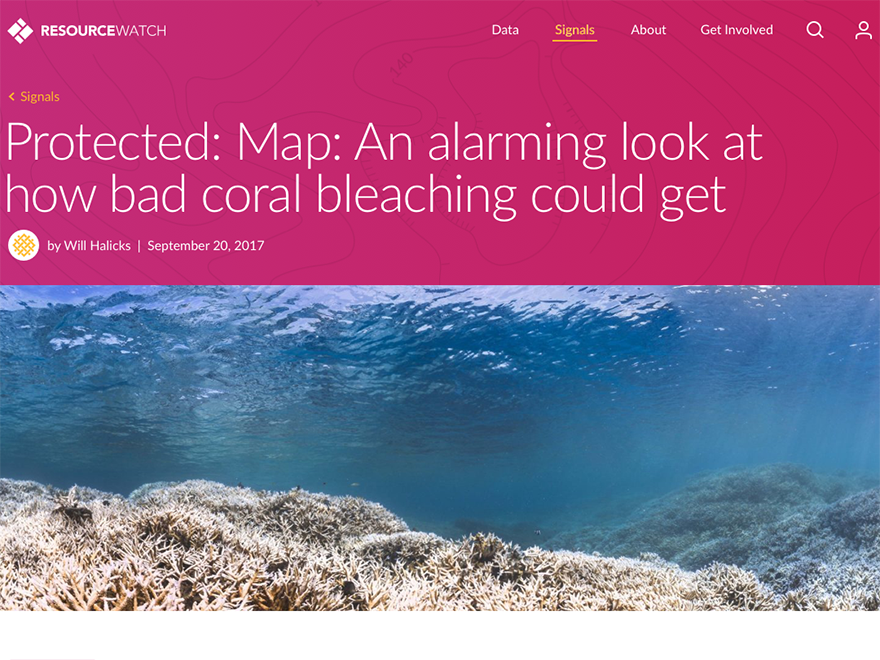 RESOURCEWATCH
Data Signals About Get Involved
140
Signals
Protected: Map: An alarming look at
how bad coral bleaching could get
by Will Halicks | September 20, 2017